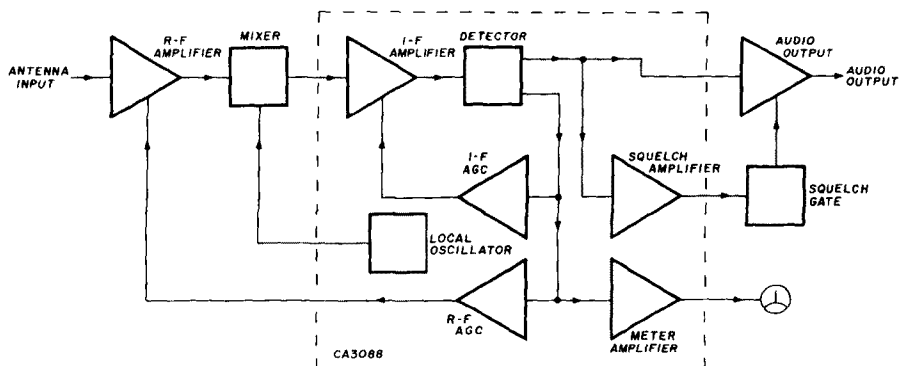 ANTENNA
INPUT
R-F
AMPLIFIER
MIXER
I-F
AMPLIFIER
DETECTOR
AUDIO
OUTPUT
AUDIO
OUTPUT
I-F
AGC
SQUELCH
AMPLIFIER
SQUELCH
GATE
LOCAL
OSCILLATOR
R-F
AGC
METER
AMPLIFIER
CA3088